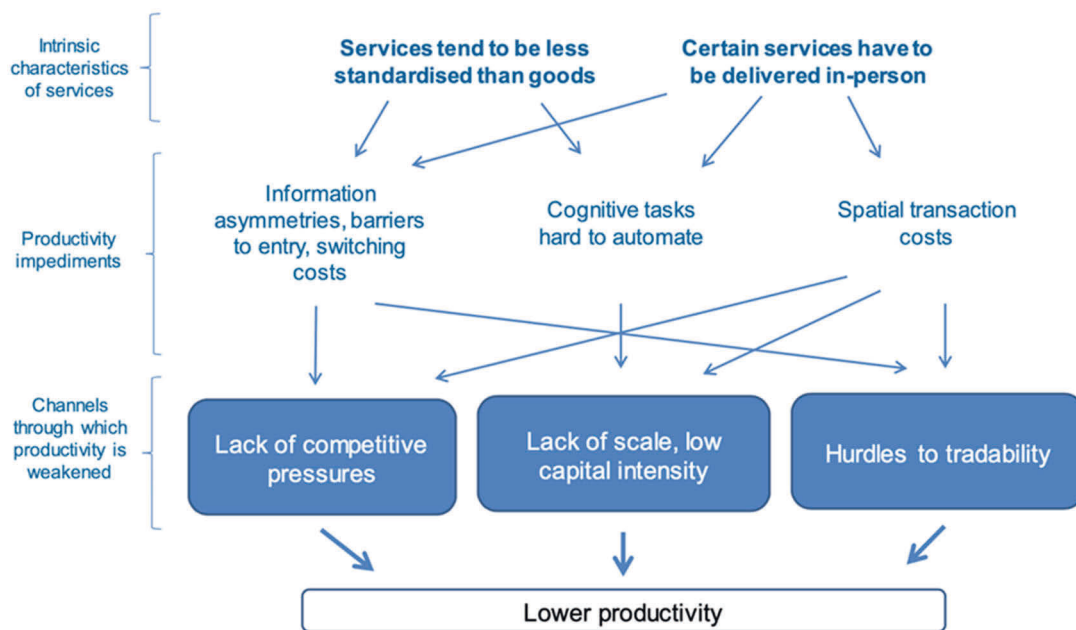 Intrinsic
characteristics
of services
Services tend to be less
standardised than goods
Certain services have to
be delivered in-person
Productivity
impediments
Information
asymmetries, barriers
to entry, switching
costs
Cognitive tasks
hard to automate
Spatial transaction
costs
Channels
through which
productivity is
weakened
Lack of competitive
pressures
Lack of scale, low
capital intensity
Hurdles to tradability
Lower productivity